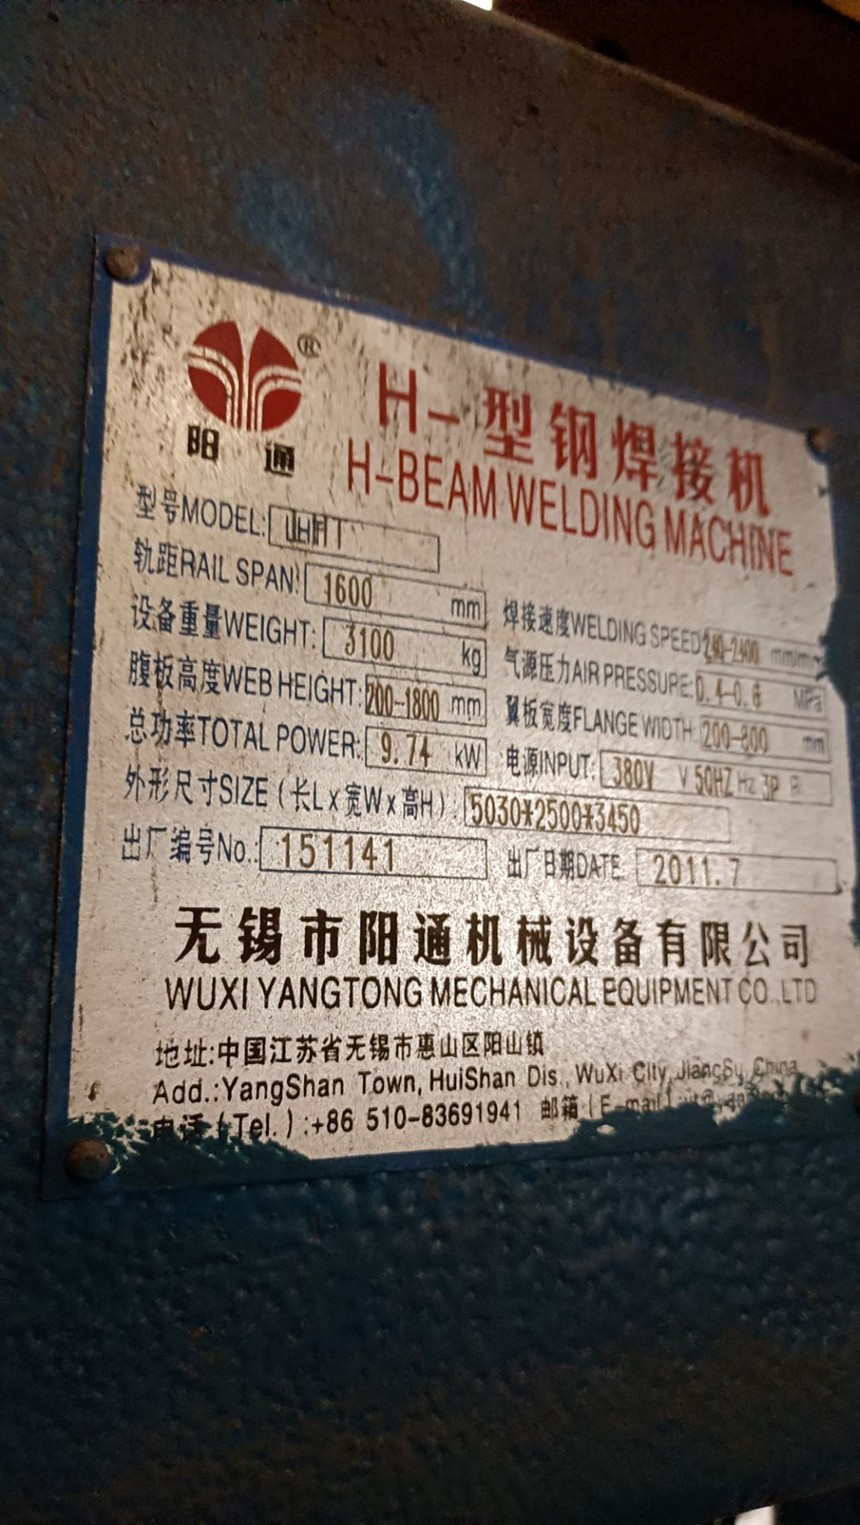 ®
阳 通
H-型钢焊接机
H-BEAM WELDING MACHINE
型号MODEL:
轨距RAIL SPAN: 1600 mm
焊接速度WELDING SPEED 240-2400 mm/min
设备重量WEIGHT: 3100 kg
气源压力AIR PRESSURE: 0.4-0.6 MPa
腹板高度WEB HEIGHT: 200-1800 mm
翼板宽度FLANGE WIDTH: 200-800 mm
总功率TOTAL POWER: 9.74 kW
电源INPUT: 380V V 50HZ Hz 3P
外形尺寸SIZE(长L x 宽W x 高H): 5030*2500*3450
出厂编号No.: 151141
出厂日期DATE 2011.7
无锡市阳通机械设备有限公司
WUXI YANGTONG MECHANICAL EQUIPMENT CO.,LTD
地址:中国江苏省无锡市惠山区阳山镇
Add.:YangShan Town, HuiShan Dis., WuXi City, JiangSu, China
电话(Tel.):+86 510-83691941 邮箱(E-mail):